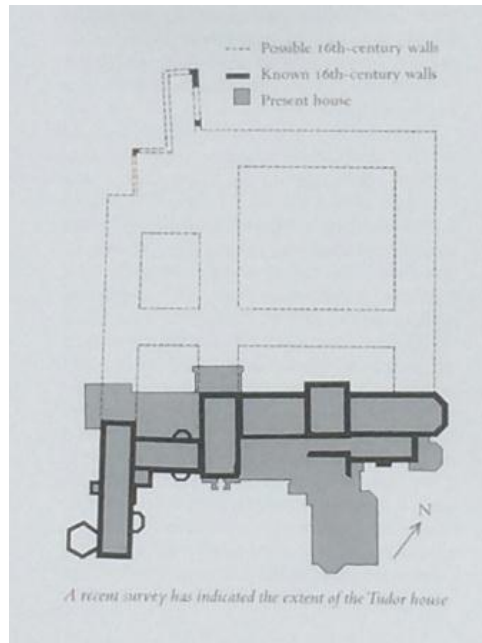 Possible 16th-century walls
Known 16th-century walls
Present house
N
A recent survey has indicated the extent of the Tudor house